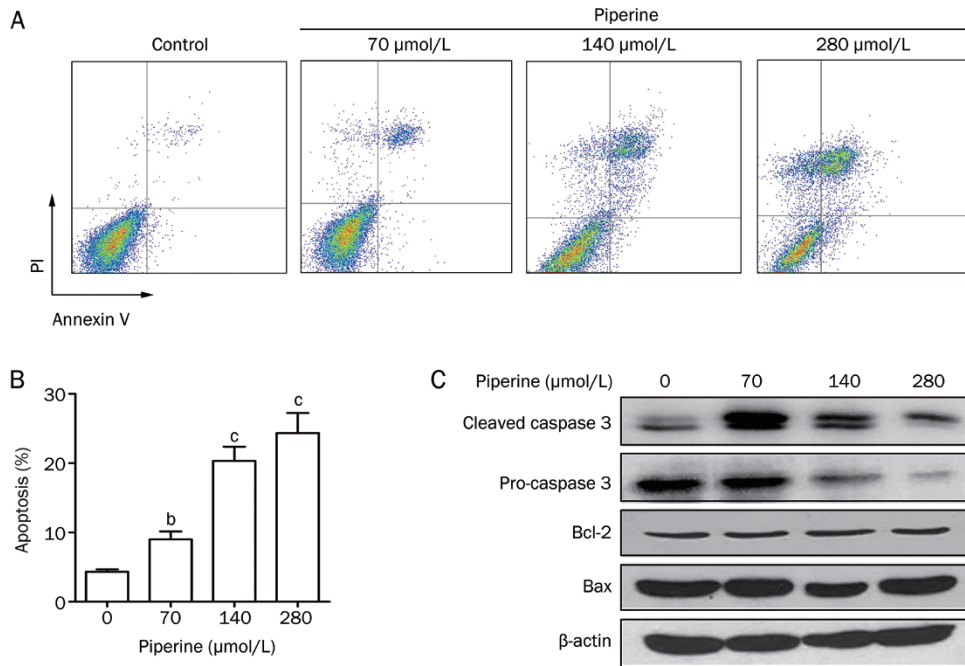 A
Piperine
Control
70 μmol/L
140 μmol/L
280 μmol/L
PI
Annexin V
B
30
20
10
0
Apoptosis (%)
b
c
c
0
70
140
280
Piperine (μmol/L)
C
Piperine (μmol/L)
0
70
140
280
Cleaved caspase 3
Pro-caspase 3
Bcl-2
Bax
β-actin